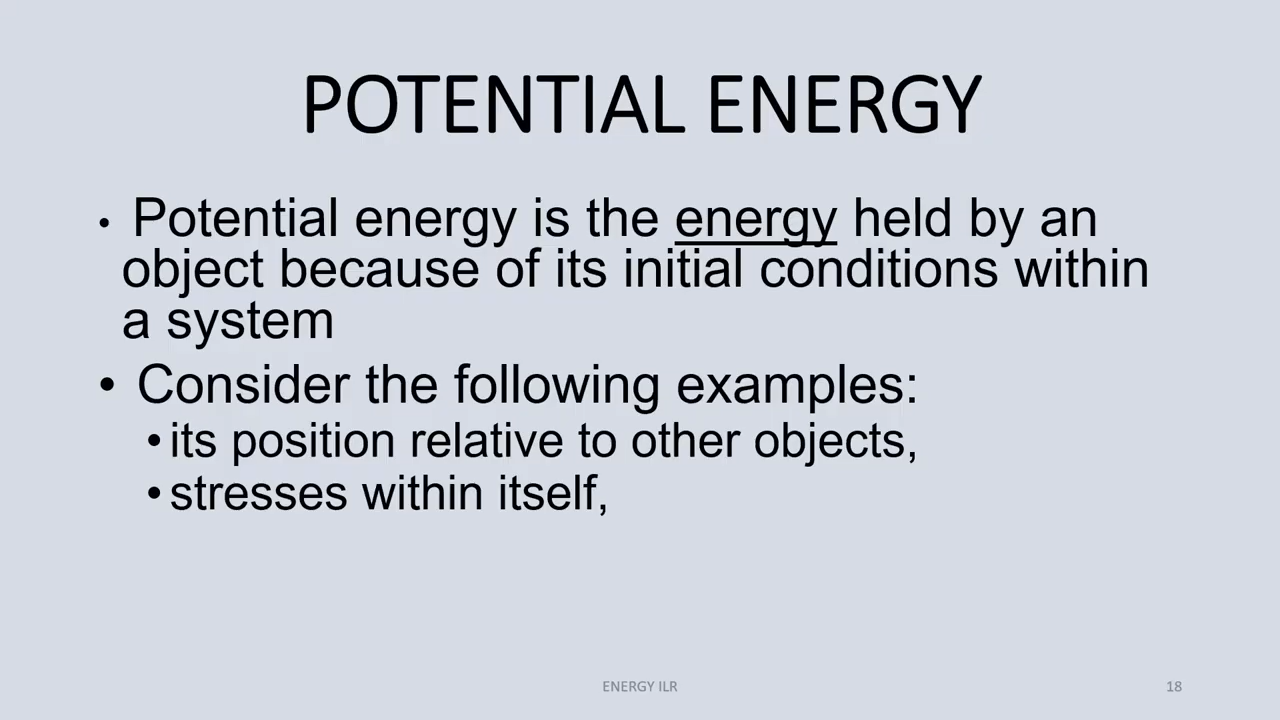 POTENTIAL ENERGY
• Potential energy is the energy held by an
object because of its initial conditions within
a system
• Consider the following examples:
• its position relative to other objects,
• stresses within itself,
ENERGY ILR
18